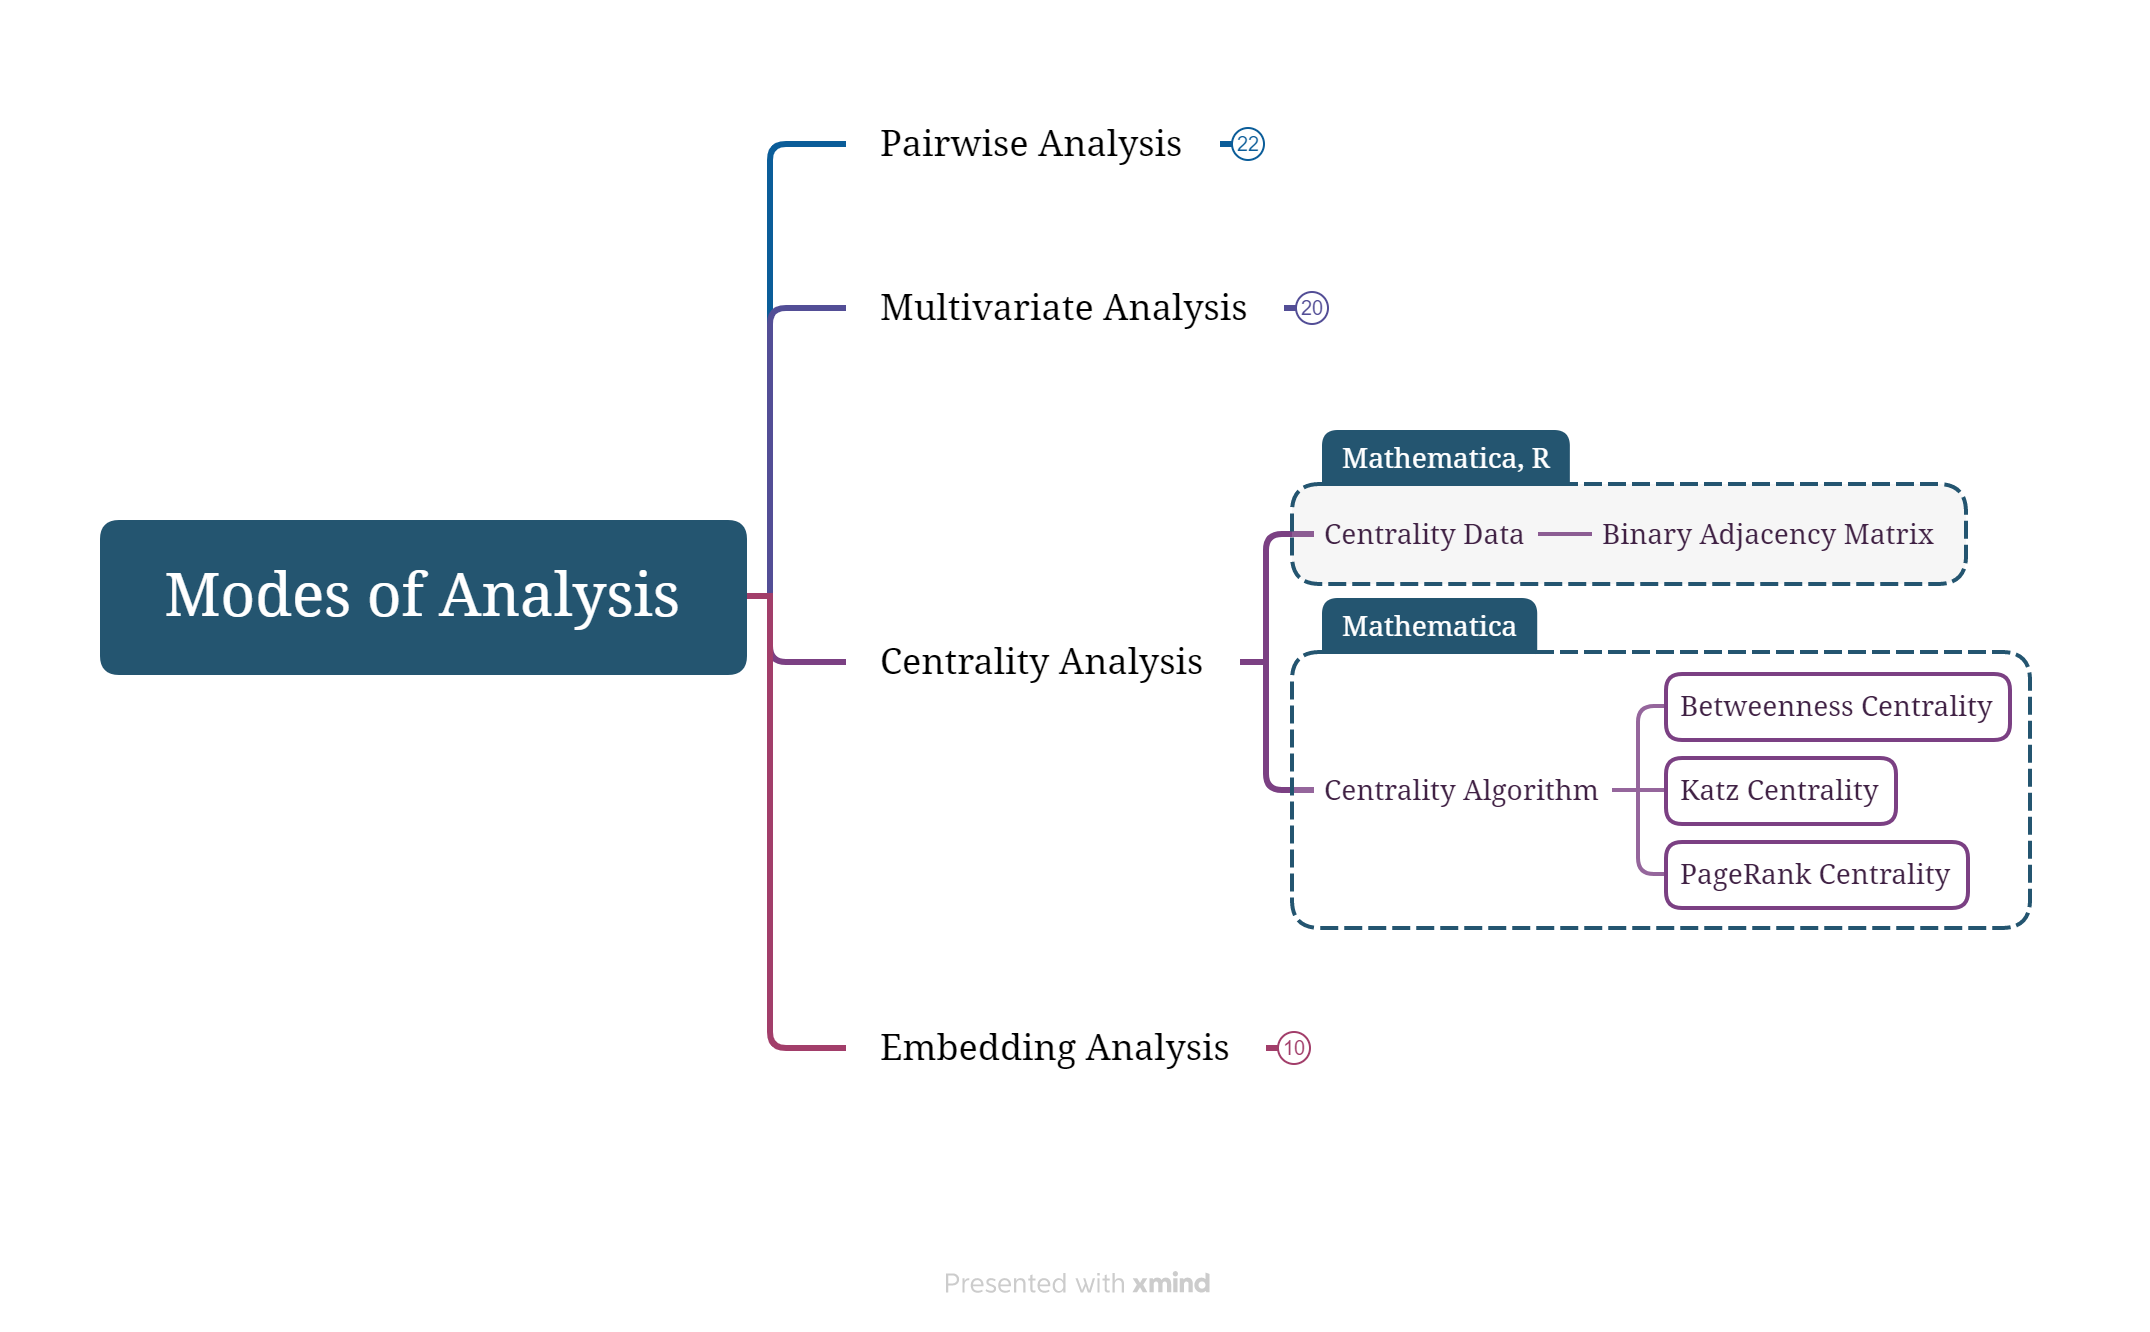 Pairwise Analysis 22
Multivariate Analysis 20
Mathematica, R
Centrality Data Binary Adjacency Matrix
Modes of Analysis
Mathematica
Centrality Analysis
Betweenness Centrality
Centrality Algorithm
Katz Centrality
PageRank Centrality
Embedding Analysis 10
Presented with xmind